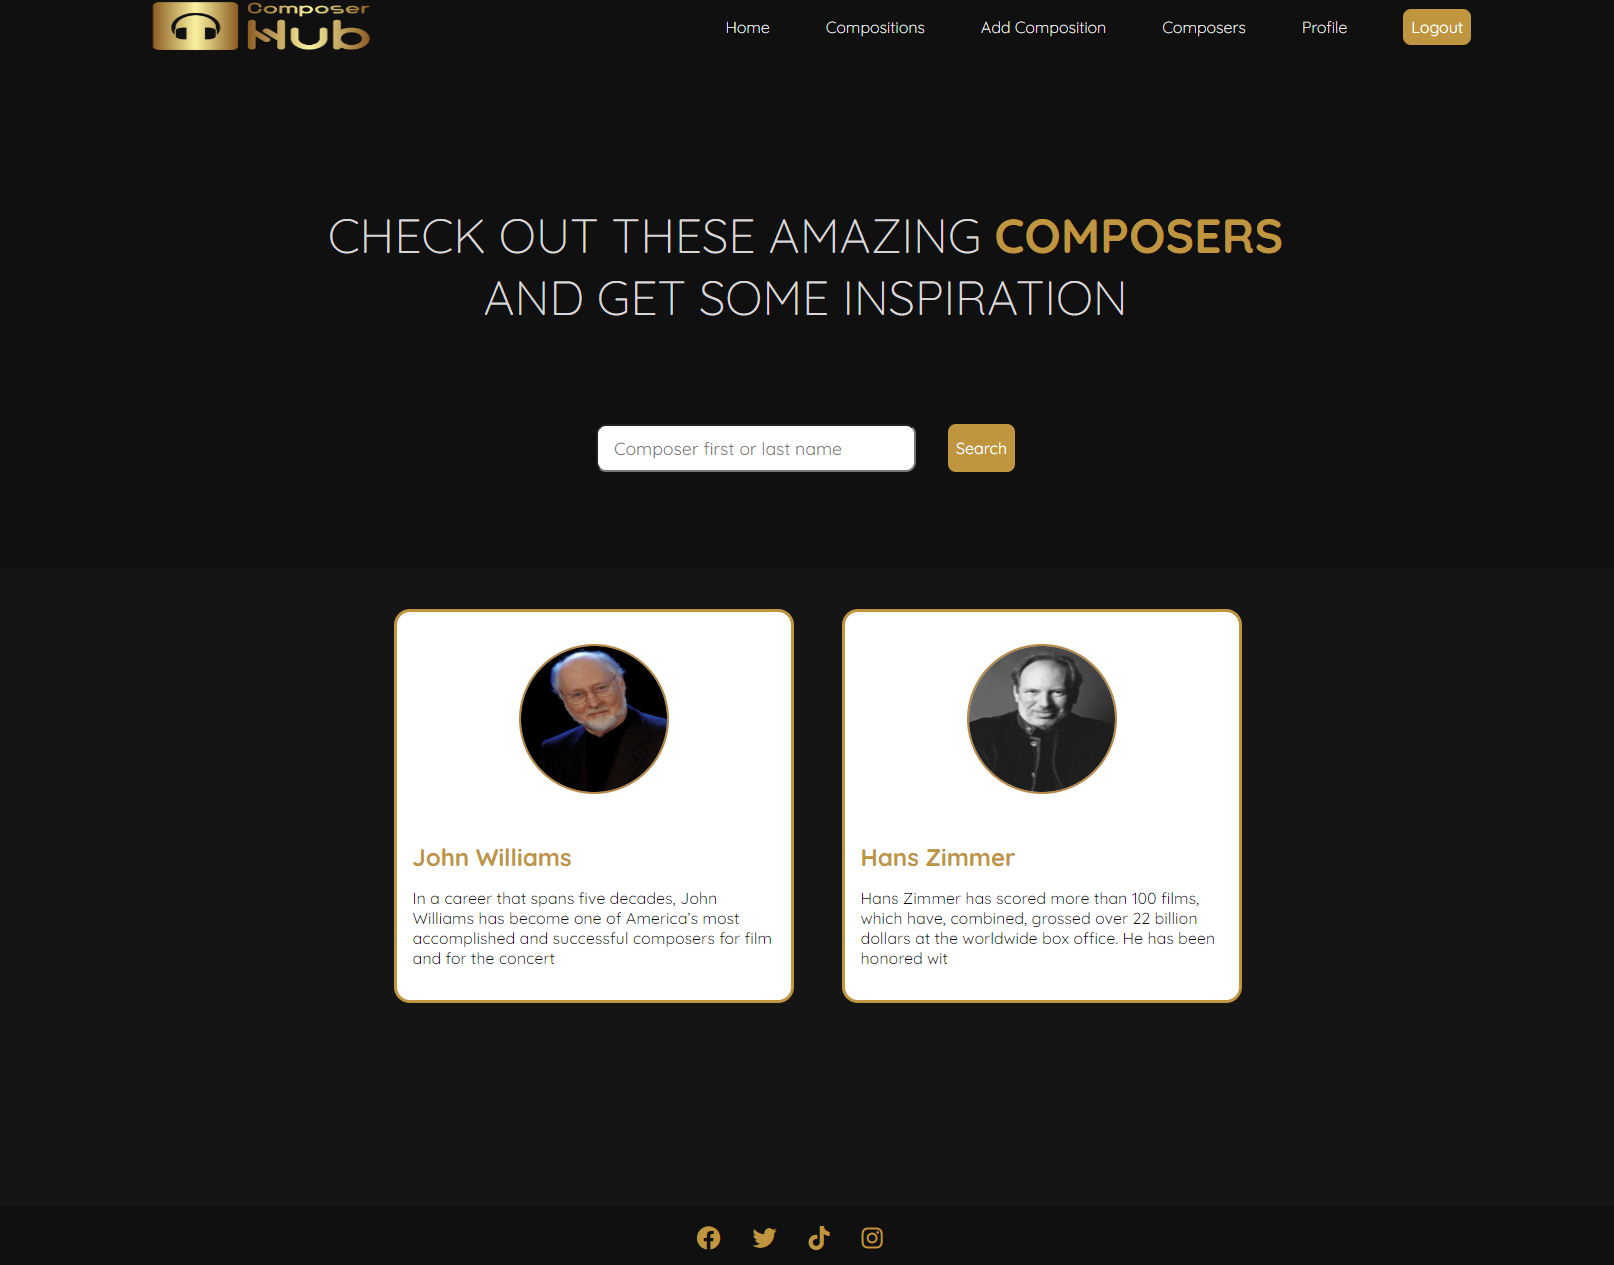 Composer
Hub
Home Compositions Add Composition Composers Profile Logout
CHECK OUT THESE AMAZING COMPOSERS
AND GET SOME INSPIRATION
Composer first or last name Search
John Williams
In a career that spans five decades, John
Williams has become one of America's most
accomplished and successful composers for film
and for the concert
Hans Zimmer
Hans Zimmer has scored more than 100 films,
which have, combined, grossed over 22 billion
dollars at the worldwide box office. He has been
honored wit